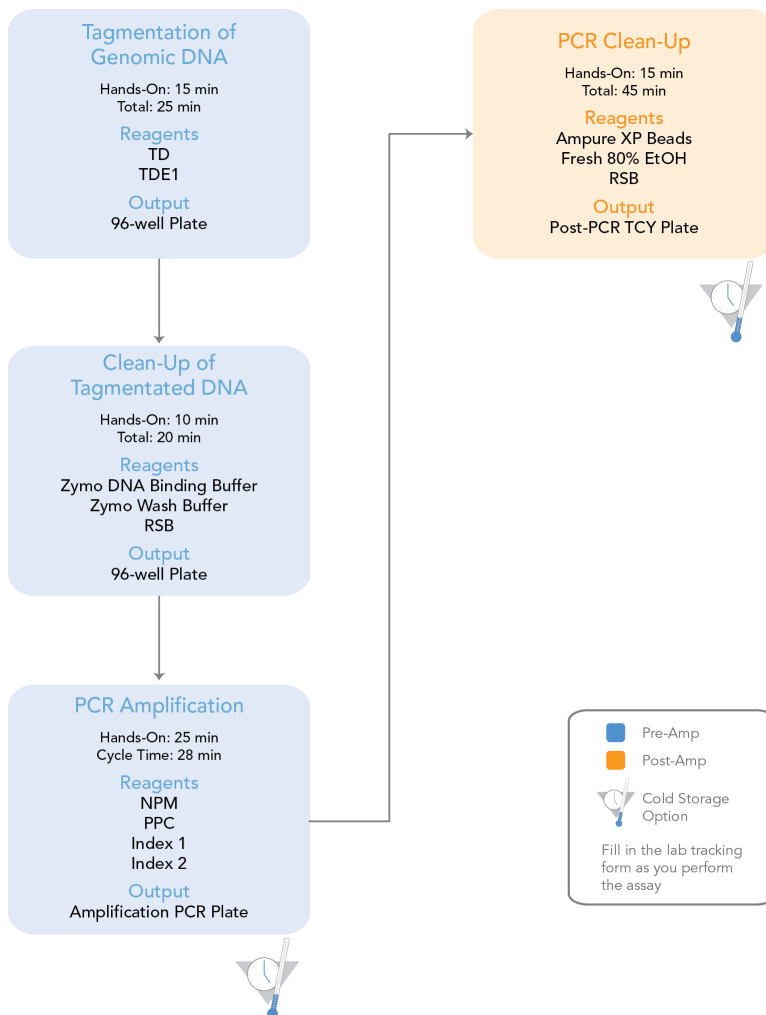 Tagmentation of
Genomic DNA
Hands-On: 15 min
Total: 25 min
Reagents
TD
TDE1
Output
96-well Plate
Clean-Up of
Tagmentated DNA
Hands-On: 10 min
Total: 20 min
Reagents
Zymo DNA Binding Buffer
Zymo Wash Buffer
RSB
Output
96-well Plate
PCR Amplification
Hands-On: 25 min
Cycle Time: 28 min
Reagents
NPM
PPC
Index 1
Index 2
Output
Amplification PCR Plate
PCR Clean-Up
Hands-On: 15 min
Total: 45 min
Reagents
Ampure XP Beads
Fresh 80% EtOH
RSB
Output
Post-PCR TCY Plate
Pre-Amp
Post-Amp
Cold Storage
Option
Fill in the lab tracking
form as you perform
the assay